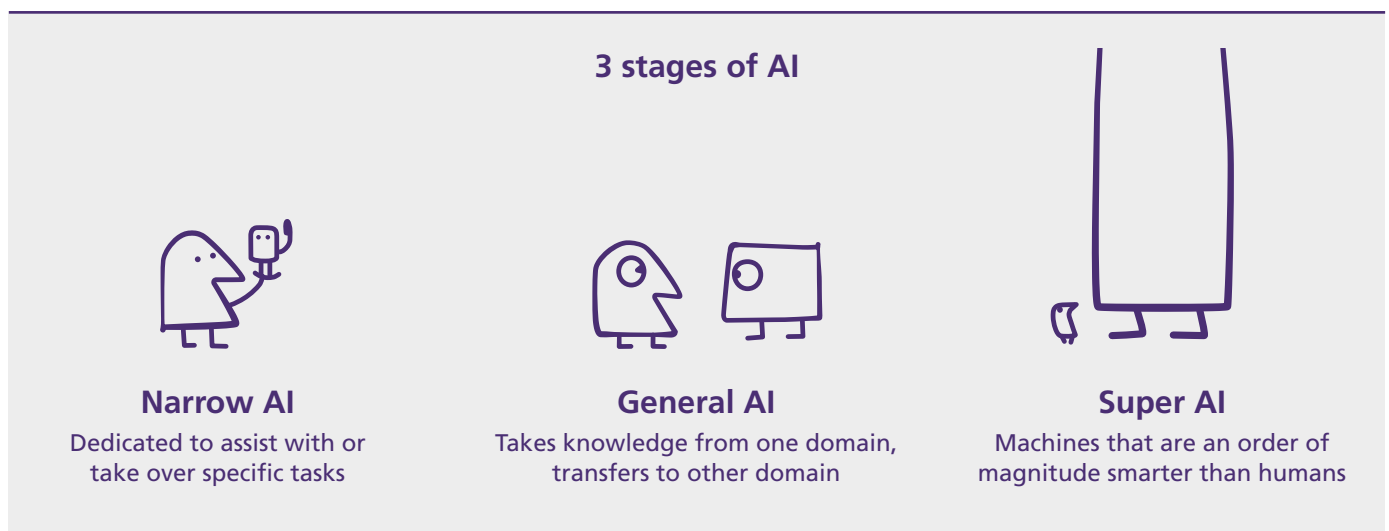 3 stages of AI
Narrow AI
Dedicated to assist with or
take over specific tasks
General AI
Takes knowledge from one domain,
transfers to other domain
Super AI
Machines that are an order of
magnitude smarter than humans